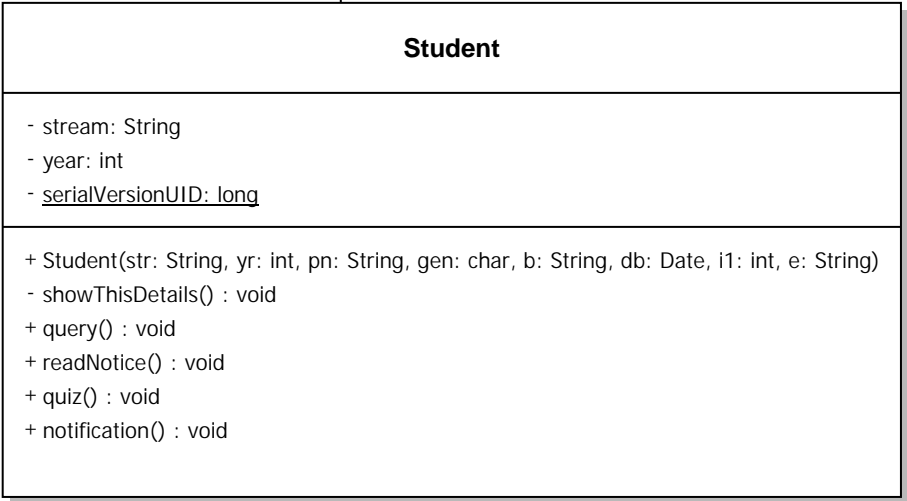 Student
- stream: String
- year: int
- serialVersionUID: long
+ Student(str: String, yr: int, pn: String, gen: char, b: String, db: Date, i1: int, e: String)
- showThisDetails() : void
+ query() : void
+ readNotice() : void
+ quiz() : void
+ notification() : void